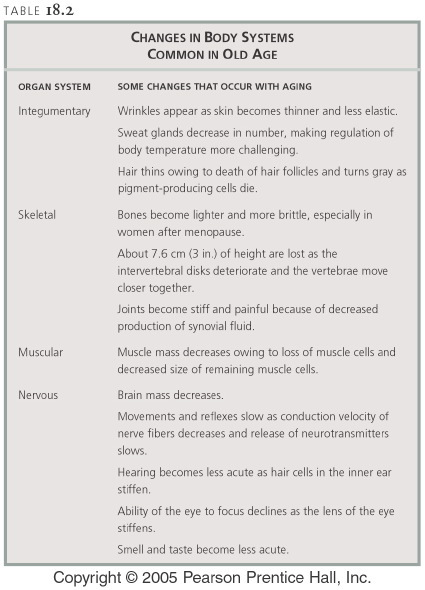 TABLE 18.2
CHANGES IN BODY SYSTEMS
COMMON IN OLD AGE
ORGAN SYSTEM SOME CHANGES THAT OCCUR WITH AGING
Integumentary Wrinkles appear as skin becomes thinner and less elastic.
Sweat glands decrease in number, making regulation of
body temperature more challenging.
Hair thins owing to death of hair follicles and turns gray as
pigment-producing cells die.
Skeletal Bones become lighter and more brittle, especially in
women after menopause.
About 7.6 cm (3 in.) of height are lost as the
intervertebral disks deteriorate and the vertebrae move
closer together.
Joints become stiff and painful because of decreased
production of synovial fluid.
Muscular Muscle mass decreases owing to loss of muscle cells and
decreased size of remaining muscle cells.
Nervous Brain mass decreases.
Movements and reflexes slow as conduction velocity of
nerve fibers decreases and release of neurotransmitters
slows.
Hearing becomes less acute as hair cells in the inner ear
stiffen.
Ability of the eye to focus declines as the lens of the eye
stiffens.
Smell and taste become less acute.
Copyright © 2005 Pearson Prentice Hall, Inc.